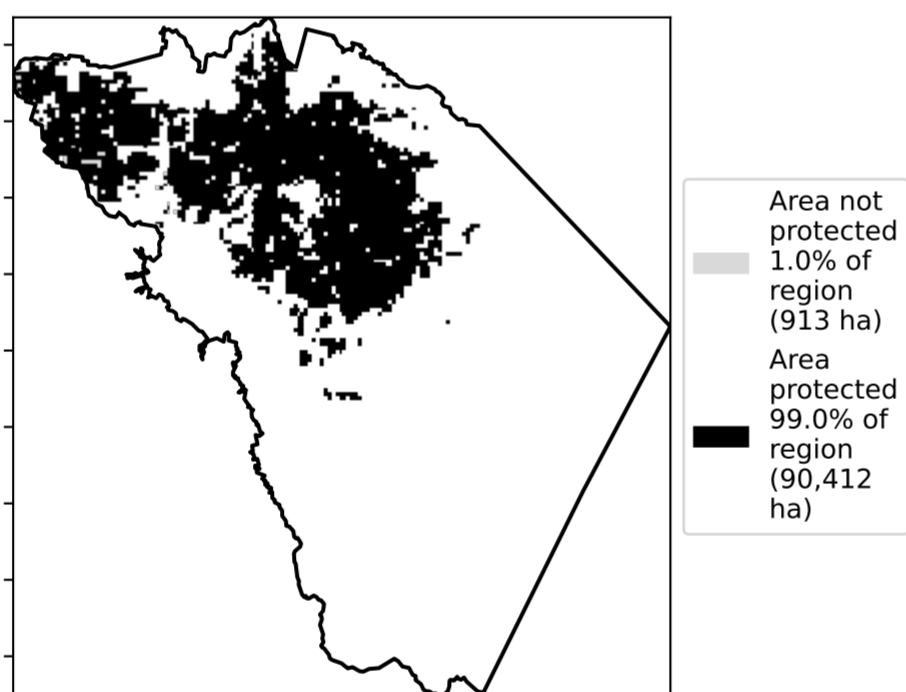 Area not
protected
1.0% of
region
(913 ha)
Area
protected
99.0% of
region
(90,412
ha)